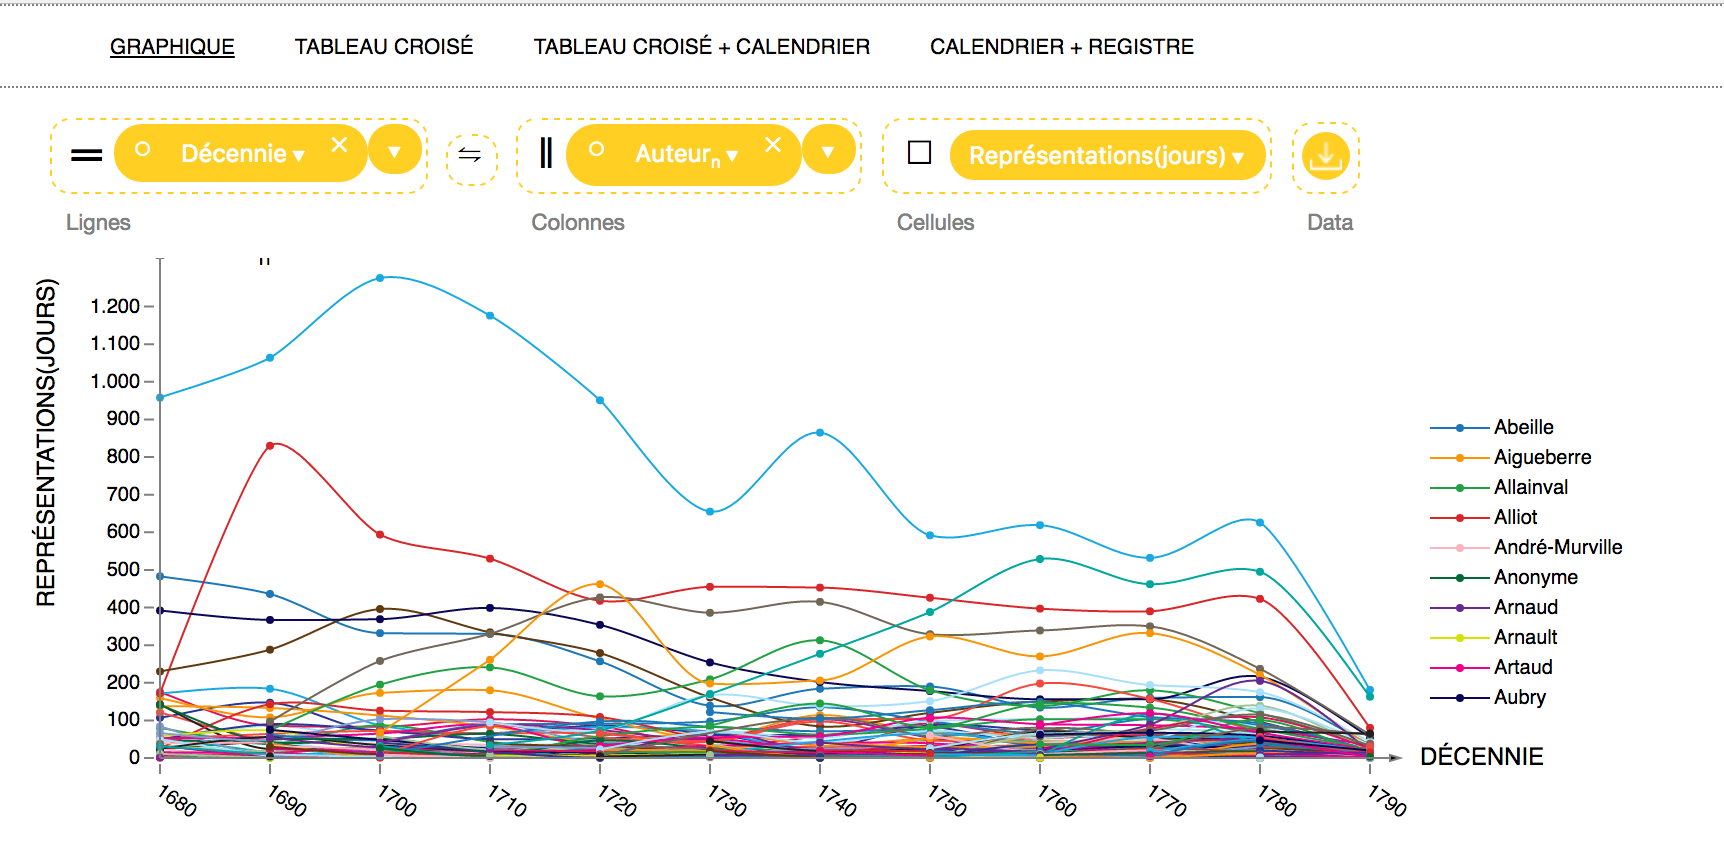 GRAPHIQUE TABLEAU CROISÉ TABLEAU CROISÉ + CALENDRIER CALENDRIER + REGISTRE
Décennie ▾ × Auteurn ▾ × Représentations(jours) ▾
Lignes Colonnes Cellules Data
REPRÉSENTATIONS(JOURS)
1.200
1.100
1.000
900
800
700
600
500
400
300
200
100
0
1680 1690 1700 1710 1720 1730 1740 1750 1760 1770 1780 1790
DÉCENNIE
Abeille
Aigueberre
Allainval
Alliot
André-Murville
Anonyme
Arnaud
Arnault
Artaud
Aubry